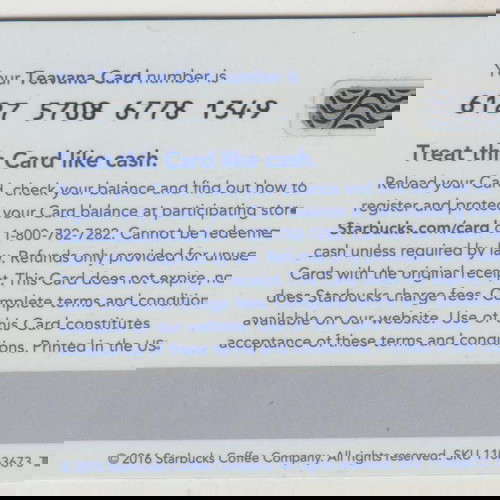 Your Teavana Card number is
6127 5708 6778 1549
Treat this Card like cash.
Reload your Card, check your balance and find out how to
register and protect your Card balance at participating stores
Starbucks.com/card or 1-800-782-7282. Cannot be redeemed
cash unless required by law. Refunds only provided for unused
Cards with the original receipt. This Card does not expire, nor
does Starbucks charge fees. Complete terms and conditions
available on our website. Use of this Card constitutes
acceptance of these terms and conditions. Printed in the US
© 2016 Starbucks Coffee Company. All rights reserved. SKU